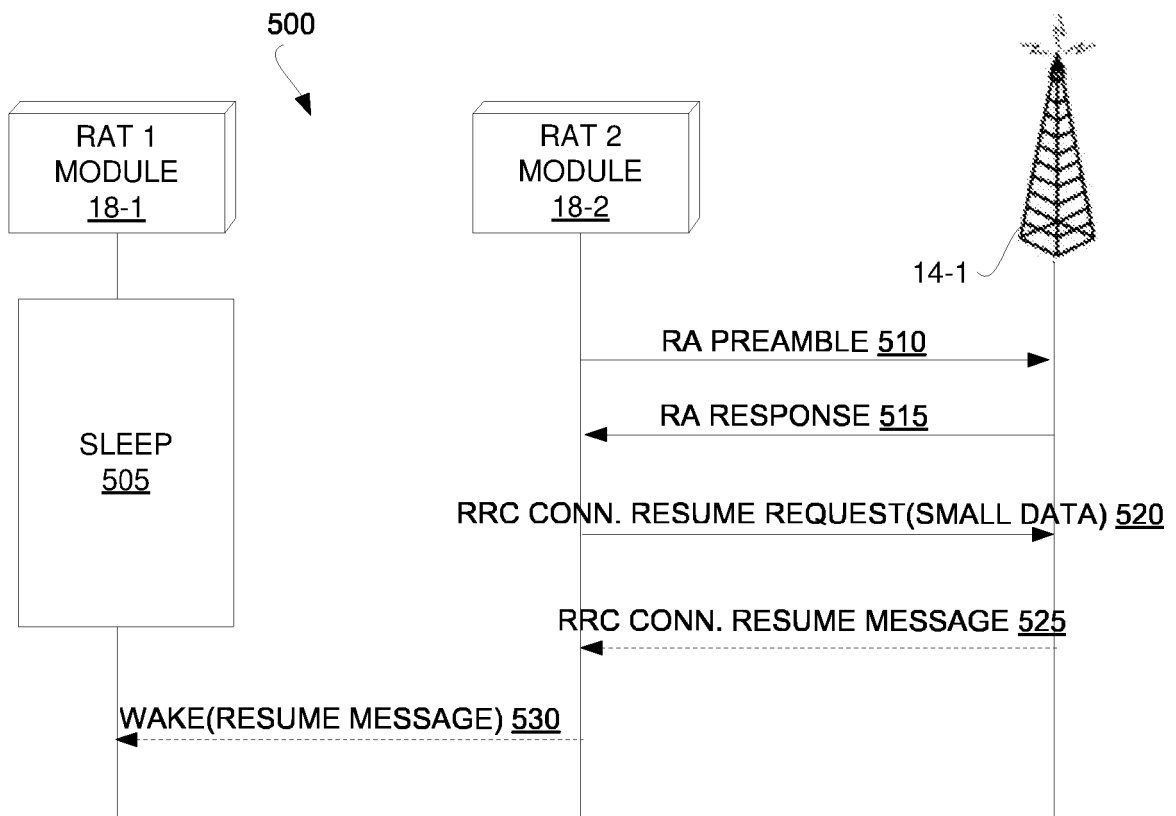 500
RAT 1
MODULE
18-1
RAT 2
MODULE
18-2
14-1
RA PREAMBLE 510
RA RESPONSE 515
SLEEP
505
RRC CONN. RESUME REQUEST(SMALL DATA) 520
RRC CONN. RESUME MESSAGE 525
WAKE(RESUME MESSAGE) 530